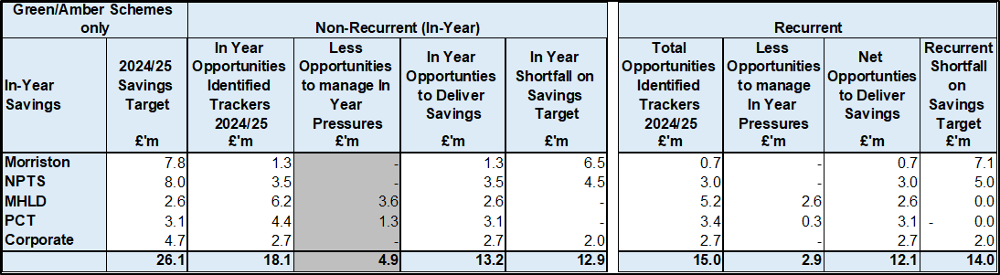 Green/Amber Schemes only Non-Recurrent (In-Year) Recurrent
In-Year Savings 2024/25 Savings Target £'m In Year Opportunities Identified Trackers 2024/25 £'m Less Opportunities to manage In Year Pressures £'m In Year Opportunties to Deliver Savings £'m In Year Shortfall on Savings Target £'m Total Opportunities Identified Trackers 2024/25 £'m Less Opportunities to manage In Year Pressures £'m Net Opportunities to Deliver Savings £'m Recurrent Shortfall on Savings Target £'m
Morriston 7.8 1.3 - 1.3 6.5 0.7 - 0.7 7.1
NPTS 8.0 3.5 - 3.5 4.5 3.0 - 3.0 5.0
MHLD 2.6 6.2 3.6 2.6 - 5.2 2.6 2.6 0.0
PCT 3.1 4.4 1.3 3.1 - 3.4 0.3 3.1 - 0.0
Corporate 4.7 2.7 - 2.7 2.0 2.7 - 2.7 2.0
26.1 18.1 4.9 13.2 12.9 15.0 2.9 12.1 14.0